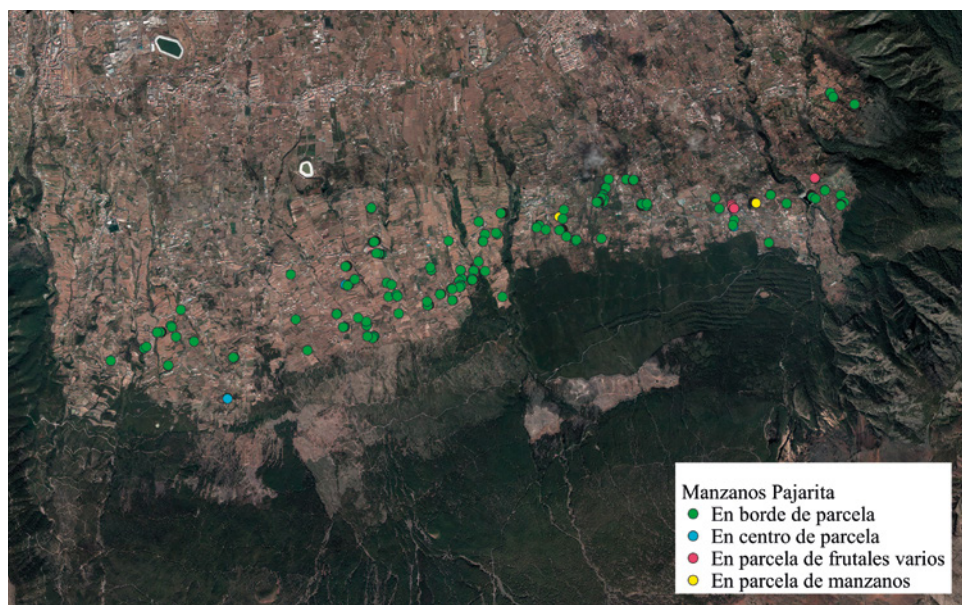 Manzanos Pajarita
En borde de parcela
En centro de parcela
En parcela de frutales varios
En parcela de manzanos